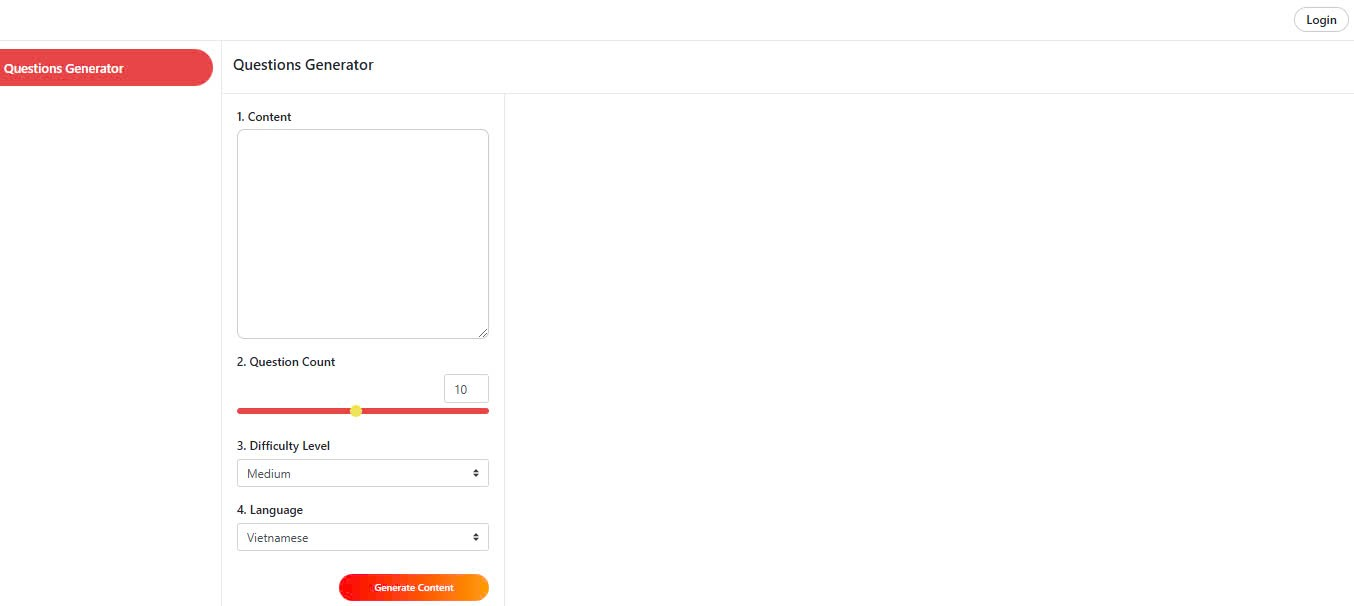 Login
Questions Generator
Questions Generator
1. Content
2. Question Count
10
3. Difficulty Level
Medium
4. Language
Vietnamese
Generate Content